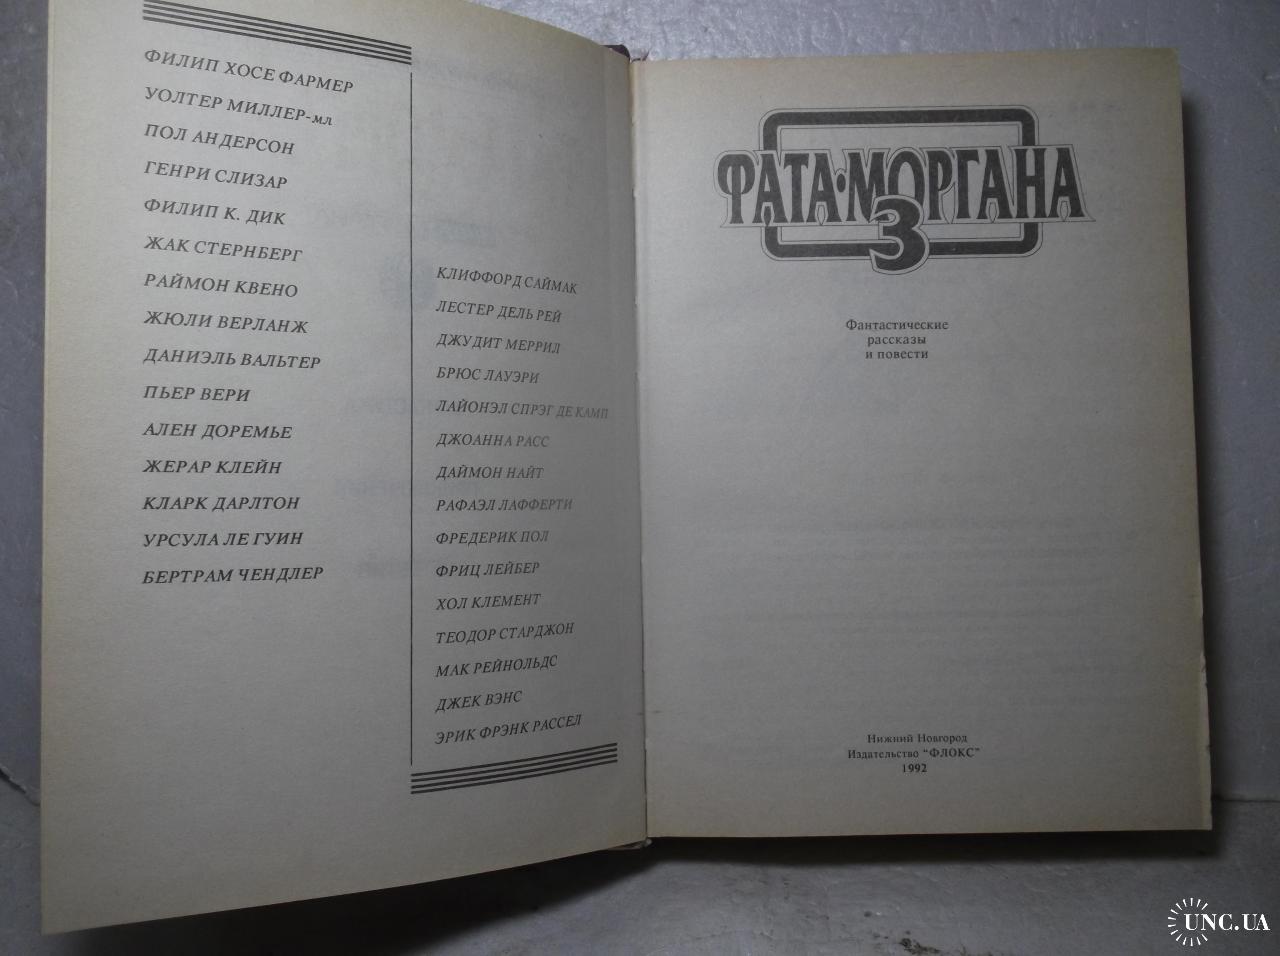 ФИЛИП ХОСЕ ФАРМЕР
УОЛТЕР МИЛЛЕР-мл
ПОЛ АНДЕРСОН
ГЕНРИ СЛИЗАР
ФИЛИП К. ДИК
ЖАК СТЕРНБЕРГ
РАЙМОН КВЕНО
ЖЮЛИ ВЕРЛАНЖ
ДАНИЭЛЬ ВАЛЬТЕР
ПЬЕР ВЕРИ
АЛЕН ДОРЕМЬЕ
ЖЕРАР КЛЕЙН
КЛАРК ДАРЛТОН
УРСУЛА ЛЕ ГУИН
БЕРТРАМ ЧЕНДЛЕР
КЛИФФОРД САЙМАК
ЛЕСТЕР ДЕЛЬ РЕЙ
ДЖУДИТ МЕРРИЛ
БРЮС ЛАУЭРИ
ЛАЙОНЭЛ СПРЭГ ДЕ КАМП
ДЖОАННА РАСС
ДАЙМОН НАЙТ
РАФАЭЛ ЛАФФЕРТИ
ФРЕДЕРИК ПОЛ
ФРИЦ ЛЕЙБЕР
ХОЛ КЛЕМЕНТ
ТЕОДОР СТАРДЖОН
МАК РЕЙНОЛЬДС
ДЖЕК ВЭНС
ЭРИК ФРЭНК РАССЕЛ
ФАТА•МОРГАНА
3
Фантастические
рассказы
и повести
Нижний Новгород
Издательство "ФЛОКС"
1992
UNC.UA